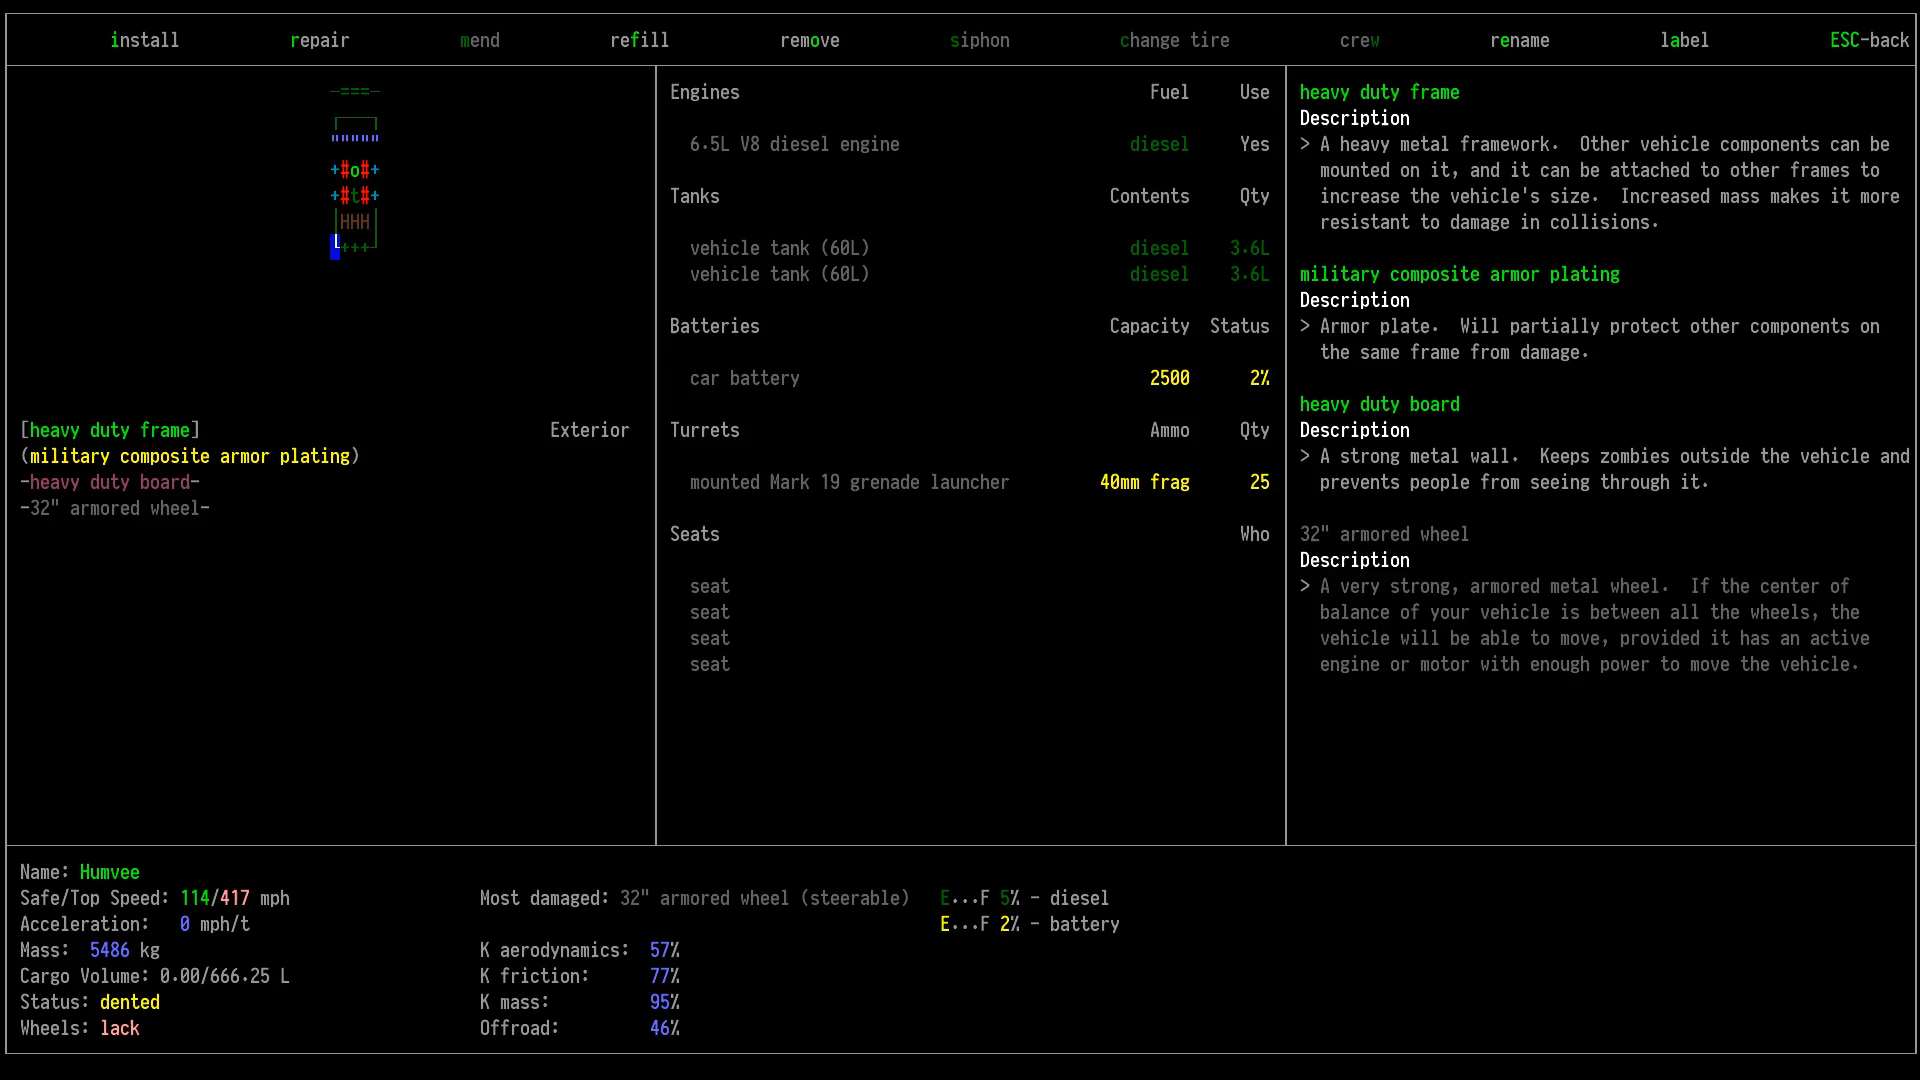 install repair mend refill remove siphon change tire crew rename label ESC-back
-===-
"""""
+#o#+
+#t#+
|HHH|
L+++
[heavy duty frame] Exterior
(military composite armor plating)
-heavy duty board-
-32" armored wheel-
Engines Fuel Use
6.5L V8 diesel engine diesel Yes
Tanks Contents Qty
vehicle tank (60L) diesel 3.6L
vehicle tank (60L) diesel 3.6L
Batteries Capacity Status
car battery 2500 2%
Turrets Ammo Qty
mounted Mark 19 grenade launcher 40mm frag 25
Seats Who
seat
seat
seat
seat
heavy duty frame
Description
> A heavy metal framework. Other vehicle components can be
mounted on it, and it can be attached to other frames to
increase the vehicle's size. Increased mass makes it more
resistant to damage in collisions.
military composite armor plating
Description
> Armor plate. Will partially protect other components on
the same frame from damage.
heavy duty board
Description
> A strong metal wall. Keeps zombies outside the vehicle and
prevents people from seeing through it.
32" armored wheel
Description
> A very strong, armored metal wheel. If the center of
balance of your vehicle is between all the wheels, the
vehicle will be able to move, provided it has an active
engine or motor with enough power to move the vehicle.
Name: Humvee
Safe/Top Speed: 114/417 mph Most damaged: 32" armored wheel (steerable) E...F 5% - diesel
Acceleration: 0 mph/t E...F 2% - battery
Mass: 5486 kg K aerodynamics: 57%
Cargo Volume: 0.00/666.25 L K friction: 77%
Status: dented K mass: 95%
Wheels: lack Offroad: 46%